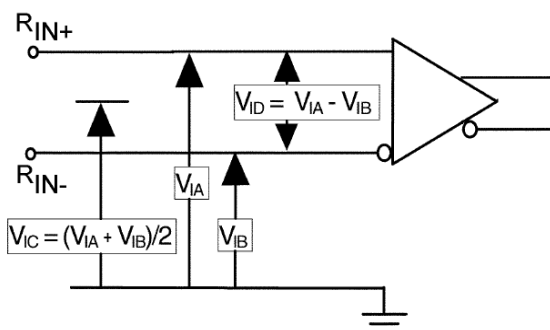 RIN+
VID = VIA - VIB
RIN-
VIA
VIC = (VIA + VIB)/2
VIB